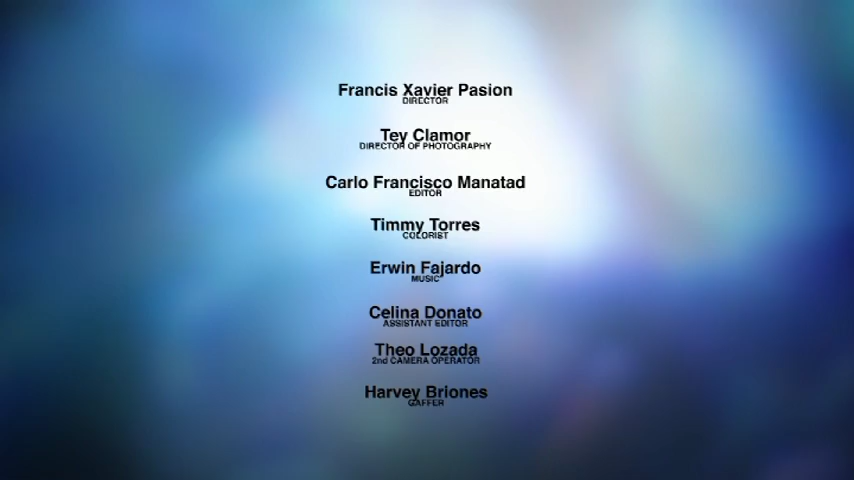 Francis Xavier Pasion
DIRECTOR
Tey Clamor
DIRECTOR OF PHOTOGRAPHY
Carlo Francisco Manatad
EDITOR
Timmy Torres
COLORIST
Erwin Fajardo
MUSIC
Celina Donato
ASSISTANT EDITOR
Theo Lozada
2nd CAMERA OPERATOR
Harvey Briones
GAFFER